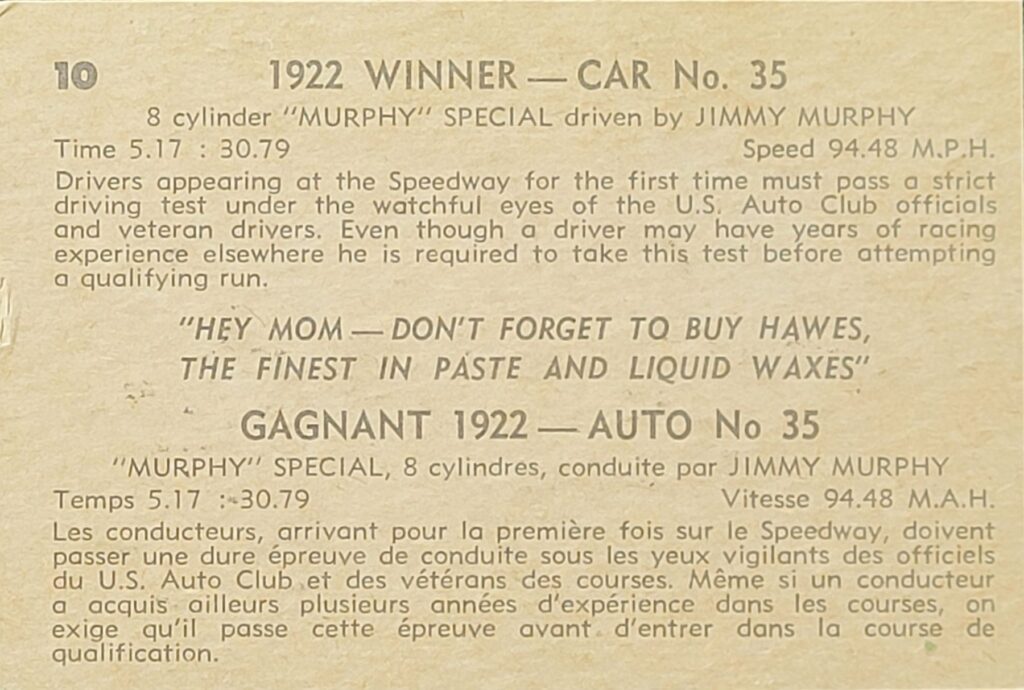 10
1922 WINNER — CAR No. 35
8 cylinder "MURPHY" SPECIAL driven by JIMMY MURPHY
Time 5.17 : 30.79 Speed 94.48 M.P.H.
Drivers appearing at the Speedway for the first time must pass a strict
driving test under the watchful eyes of the U.S. Auto Club officials
and veteran drivers. Even though a driver may have years of racing
experience elsewhere he is required to take this test before attempting
a qualifying run.
"HEY MOM — DON'T FORGET TO BUY HAWES,
THE FINEST IN PASTE AND LIQUID WAXES"
GAGNANT 1922 — AUTO No 35
"MURPHY" SPECIAL, 8 cylindres, conduite par JIMMY MURPHY
Temps 5.17 : 30.79 Vitesse 94.48 M.A.H.
Les conducteurs, arrivant pour la première fois sur le Speedway, doivent
passer une dure épreuve de conduite sous les yeux vigilants des officiels
du U.S. Auto Club et des vétérans des courses. Même si un conducteur
a acquis ailleurs plusieurs années d'expérience dans les courses, on
exige qu'il passe cette épreuve avant d'entrer dans la course de
qualification.